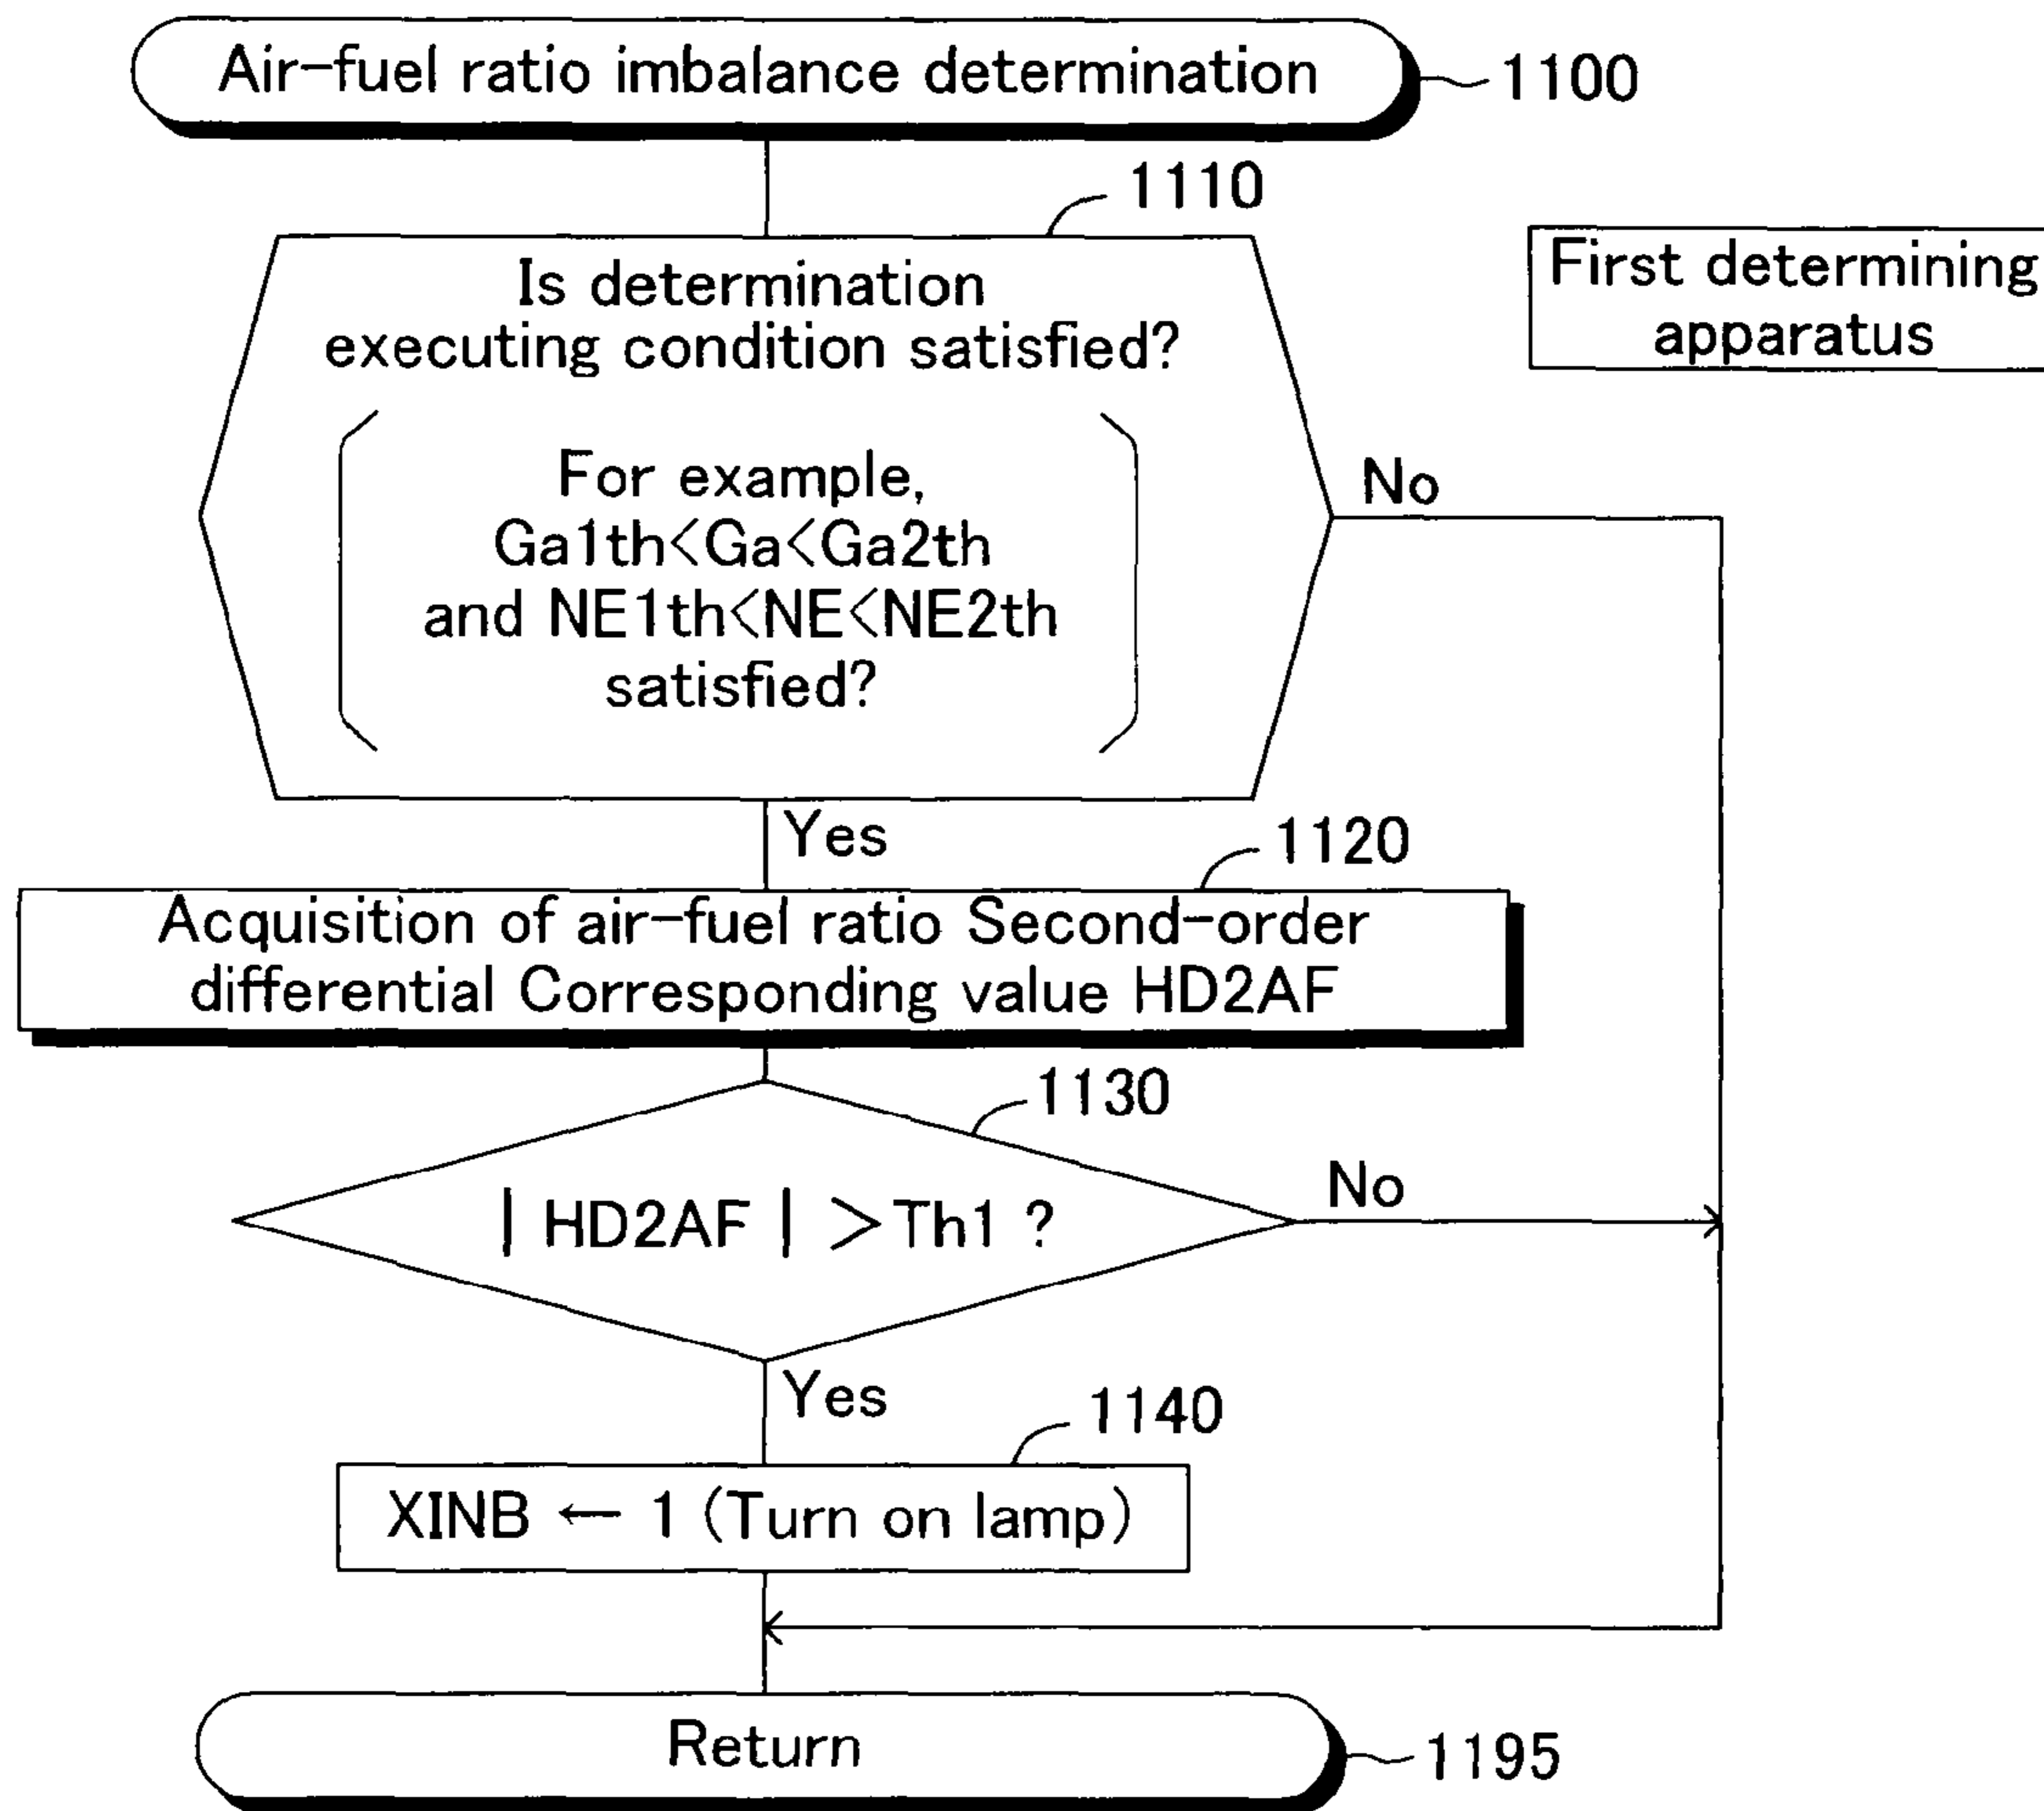 Air-fuel ratio imbalance determination
1100
1110
Is determination
executing condition satisfied?
First determining
apparatus
For example,
Ga1th<Ga<Ga2th
and NE1th<NE<NE2th
satisfied?
No
Yes
1120
Acquisition of air-fuel ratio Second-order
differential Corresponding value HD2AF
1130
| HD2AF | >Th1 ?
No
Yes
1140
XINB ← 1 (Turn on lamp)
Return
1195